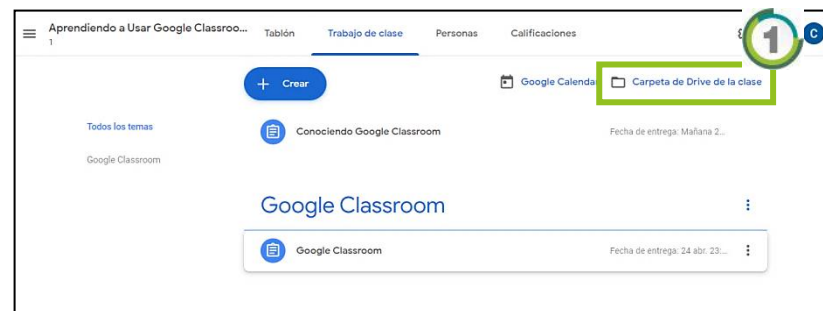 Aprendiendo a Usar Google Classroo...
1
Tablón Trabajo de clase Personas Calificaciones
1
C
+ Crear
Google Calendar
Carpeta de Drive de la clase
Todos los temas
Google Classroom
Conociendo Google Classroom Fecha de entrega: Mañana 2...
Google Classroom
Google Classroom Fecha de entrega: 24 abr. 23:...